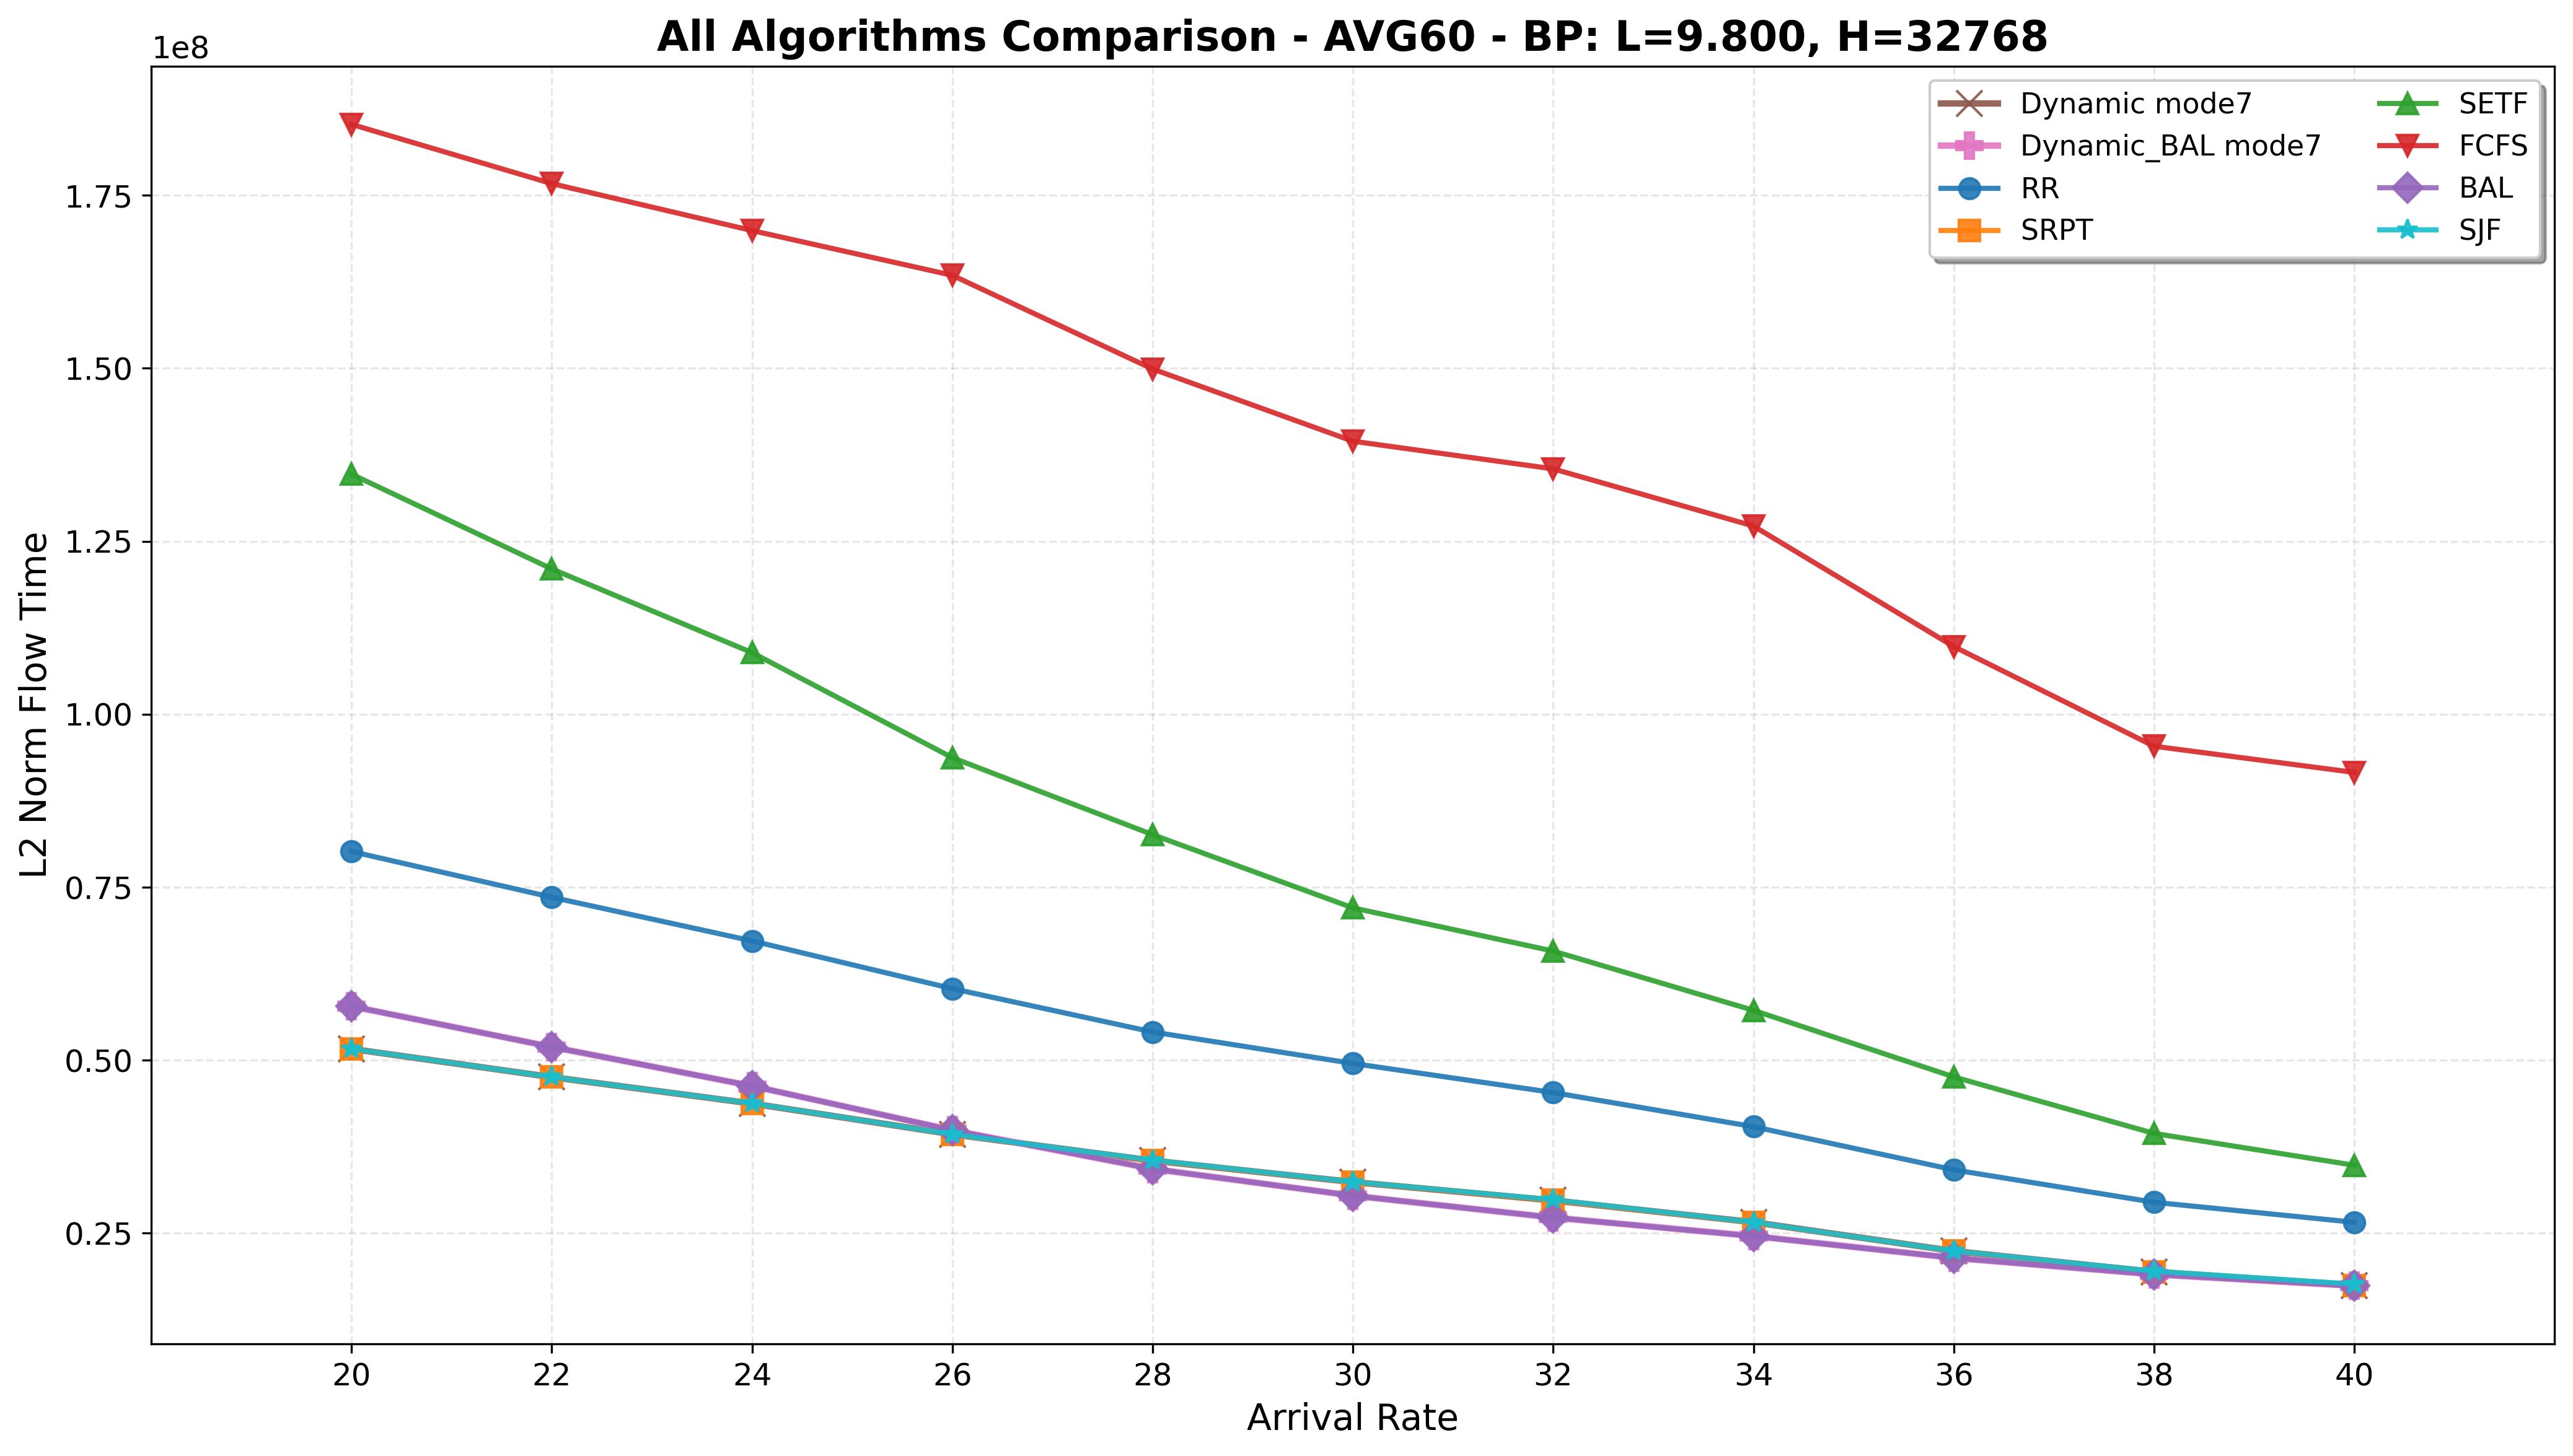 All Algorithms Comparison - AVG60 - BP: L=9.800, H=32768
1e8
Dynamic mode7
Dynamic_BAL mode7
RR
SRPT
SETF
FCFS
BAL
SJF
L2 Norm Flow Time
1.75
1.50
1.25
1.00
0.75
0.50
0.25
20 22 24 26 28 30 32 34 36 38 40
Arrival Rate